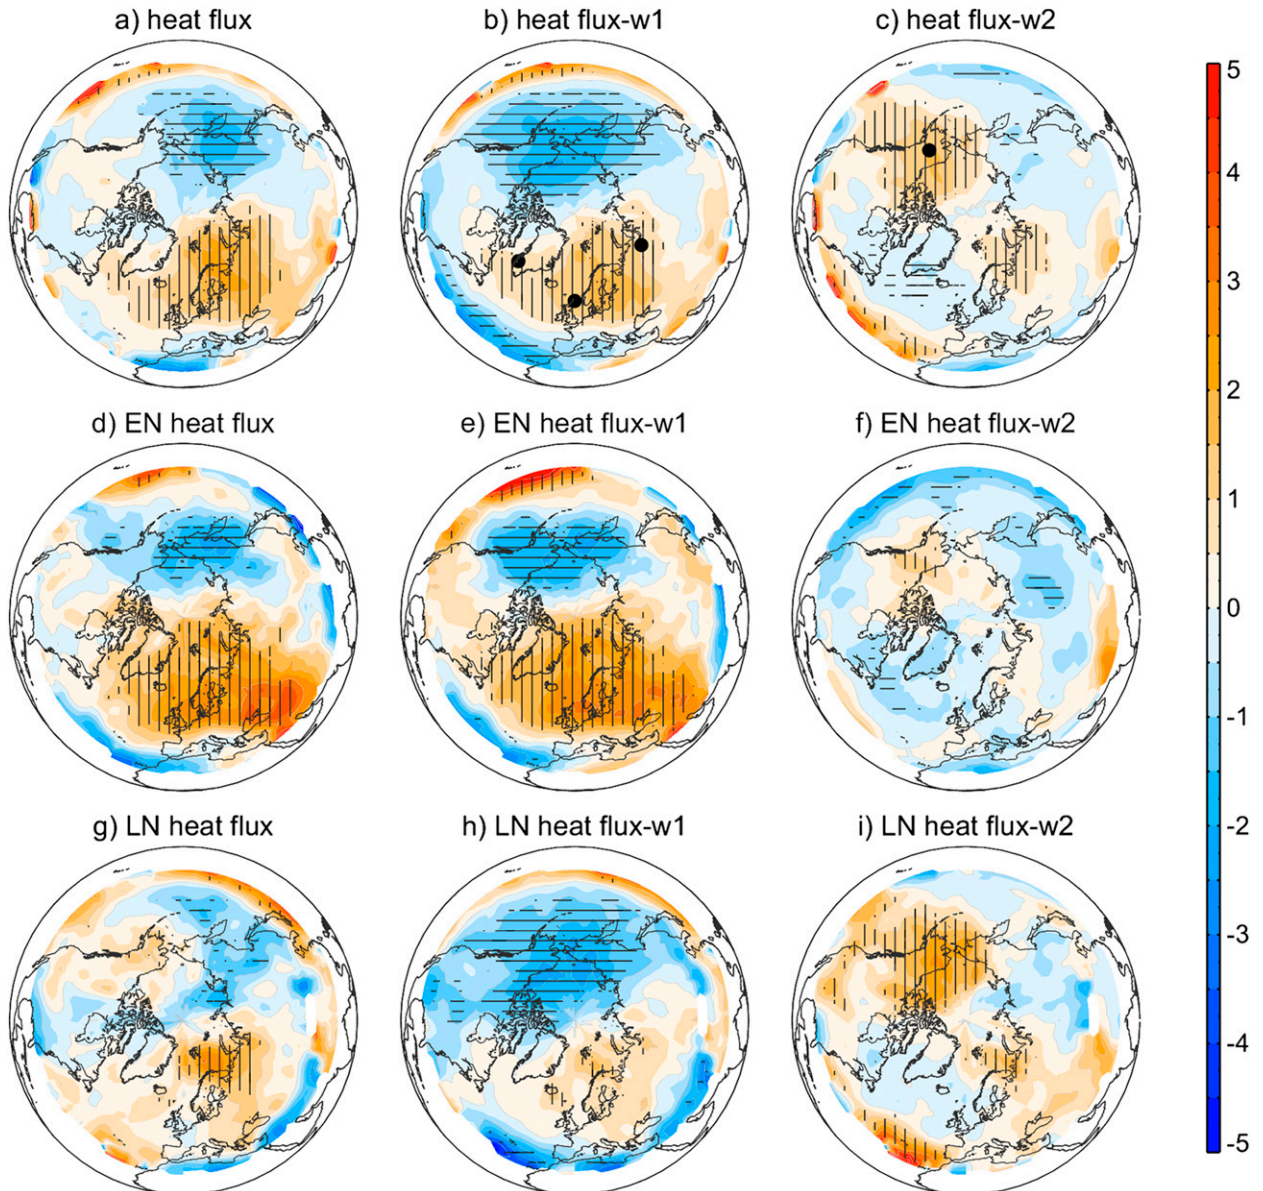 a) heat flux
b) heat flux-w1
c) heat flux-w2
5
4
3
2
1
0
-1
-2
-3
-4
-5
d) EN heat flux
e) EN heat flux-w1
f) EN heat flux-w2
g) LN heat flux
h) LN heat flux-w1
i) LN heat flux-w2